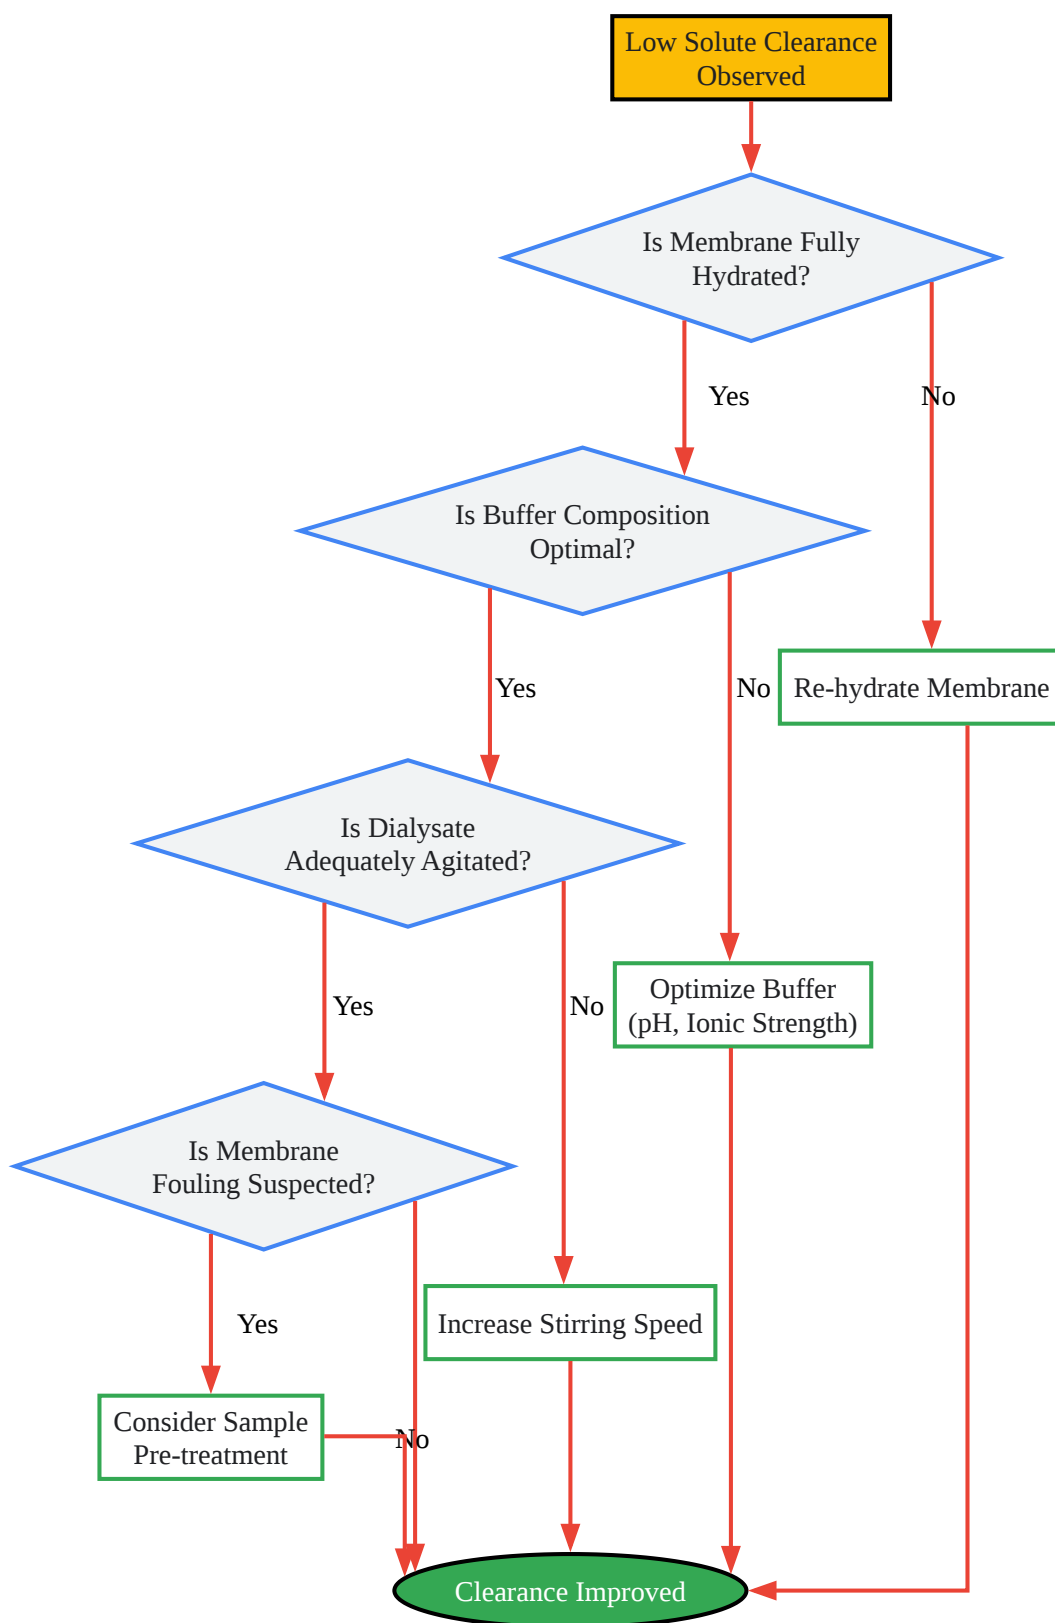 Low Solute Clearance
Observed
Is Membrane Fully
Hydrated?
Yes
No
Is Buffer Composition
Optimal?
Yes
No
Re-hydrate Membrane
Is Dialysate
Adequately Agitated?
Yes
No
Optimize Buffer
(pH, Ionic Strength)
Is Membrane
Fouling Suspected?
Yes
Increase Stirring Speed
Consider Sample
Pre-treatment
No
Clearance Improved